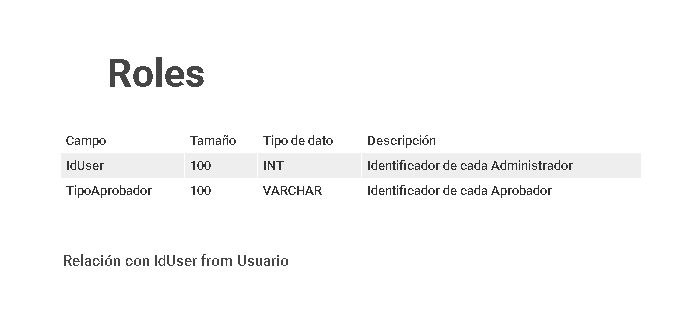 Roles
Campo Tamaño Tipo de dato Descripción
IdUser 100 INT Identificador de cada Administrador
TipoAprobador 100 VARCHAR Identificador de cada Aprobador
Relación con IdUser from Usuario